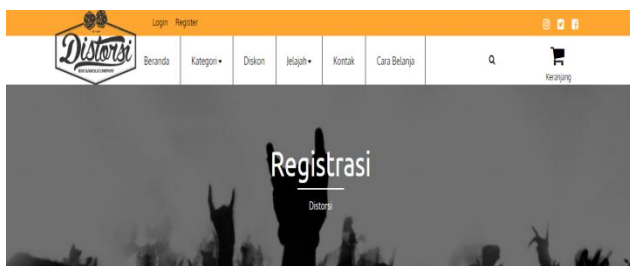 Login Register
Distorsi
Beranda Kategori Diskon Jelajah Kontak Cara Belanja
Keranjang
Registrasi
Distorsi